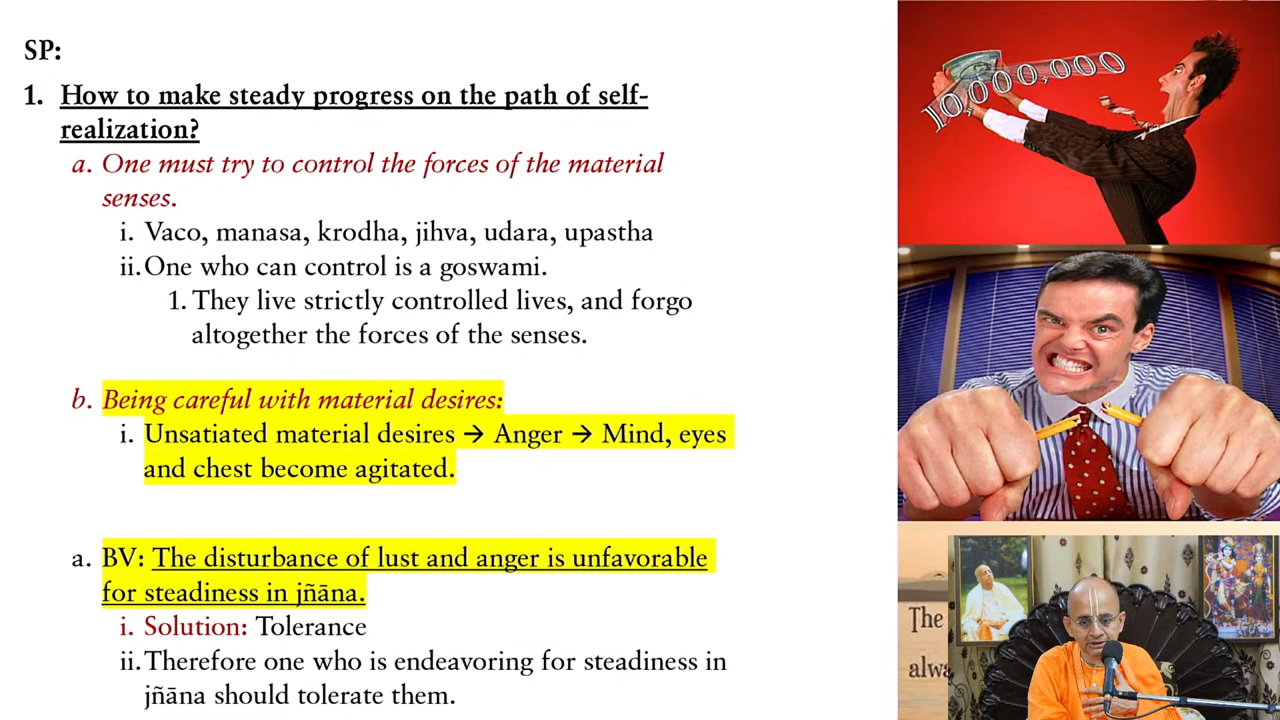 SP:
1. How to make steady progress on the path of self-
realization?
a. One must try to control the forces of the material
senses.
i. Vaco, manasa, krodha, jihva, udara, upastha
ii. One who can control is a goswami.
1. They live strictly controlled lives, and forgo
altogether the forces of the senses.
b. Being careful with material desires:
i. Unsatiated material desires → Anger → Mind, eyes
and chest become agitated.
a. BV: The disturbance of lust and anger is unfavorable
for steadiness in jñāna.
i. Solution: Tolerance
ii. Therefore one who is endeavoring for steadiness in
jñāna should tolerate them.
10,000,000
The
alwa